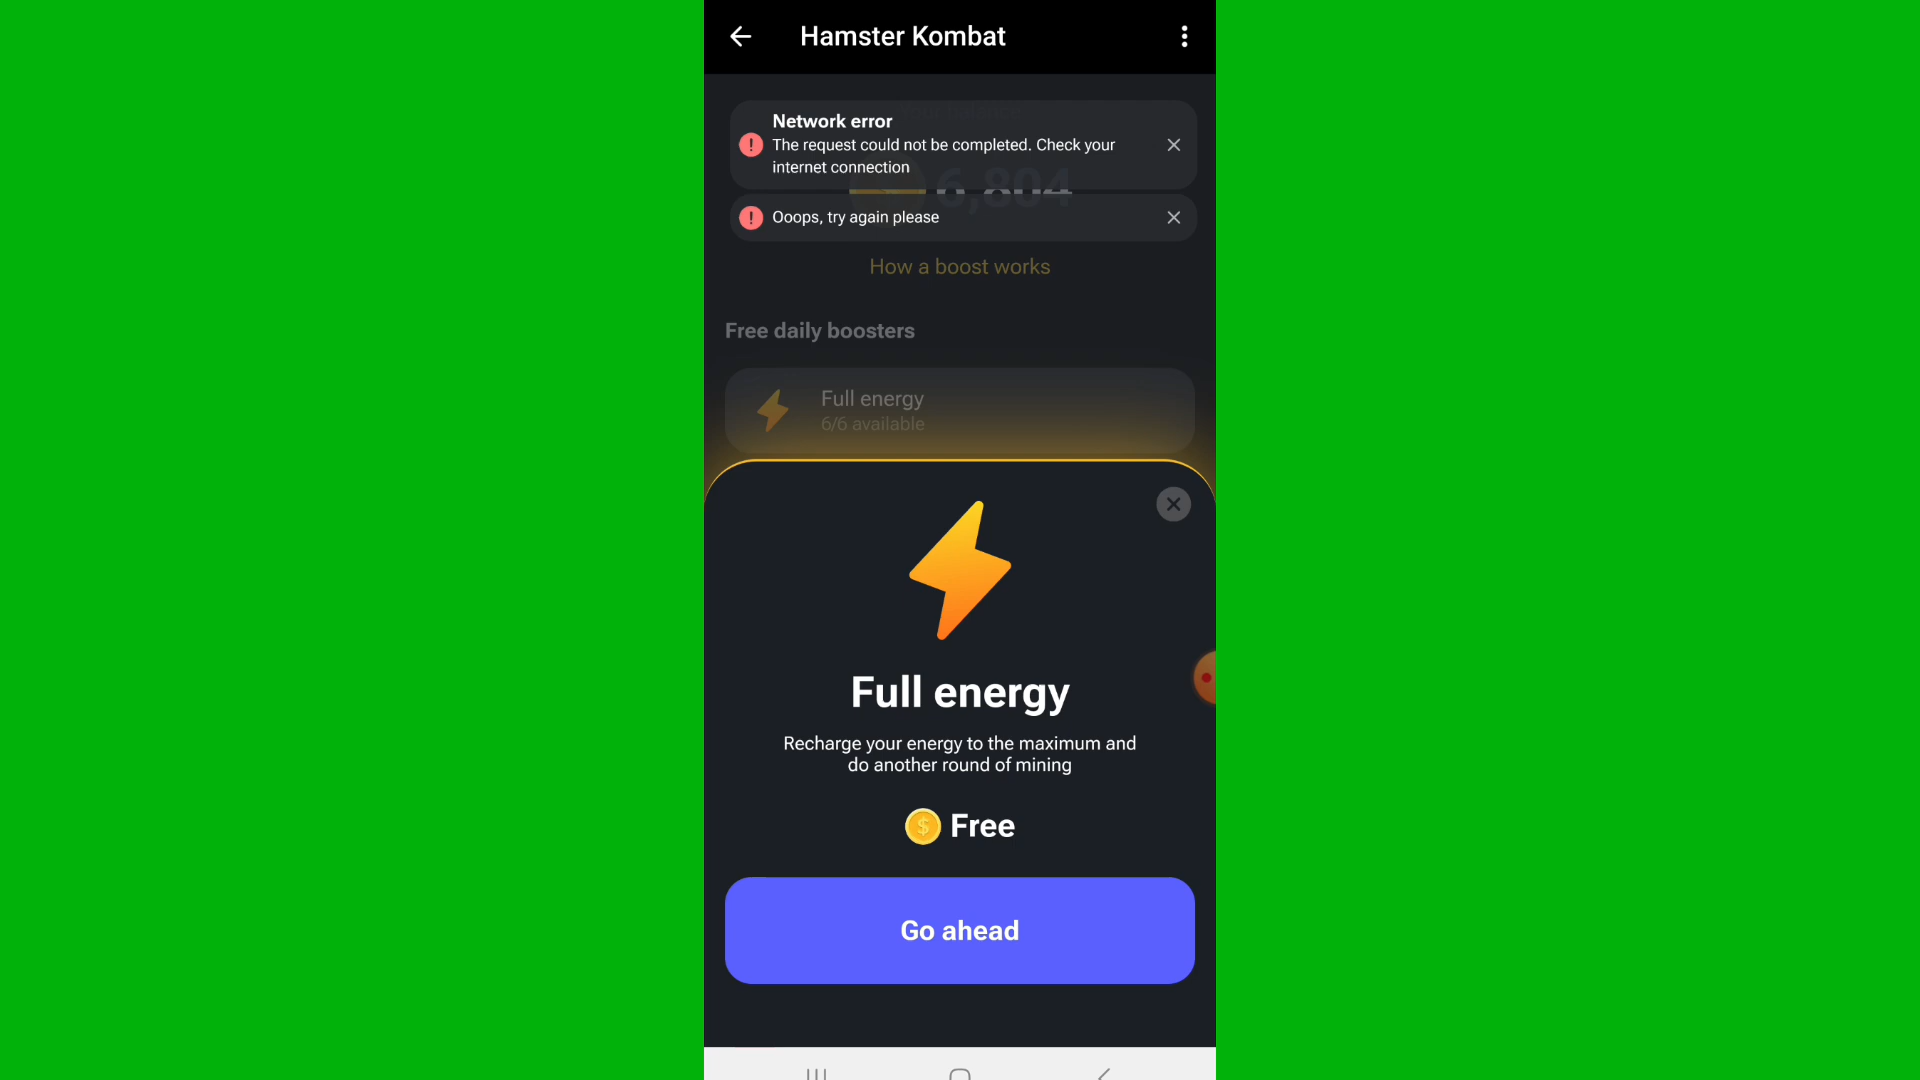 Hamster Kombat
Network error
The request could not be completed. Check your
internet connection
6,804
Ooops, try again please
How a boost works
Free daily boosters
Full energy
6/6 available
Full energy
Recharge your energy to the maximum and
do another round of mining
Free
Go ahead